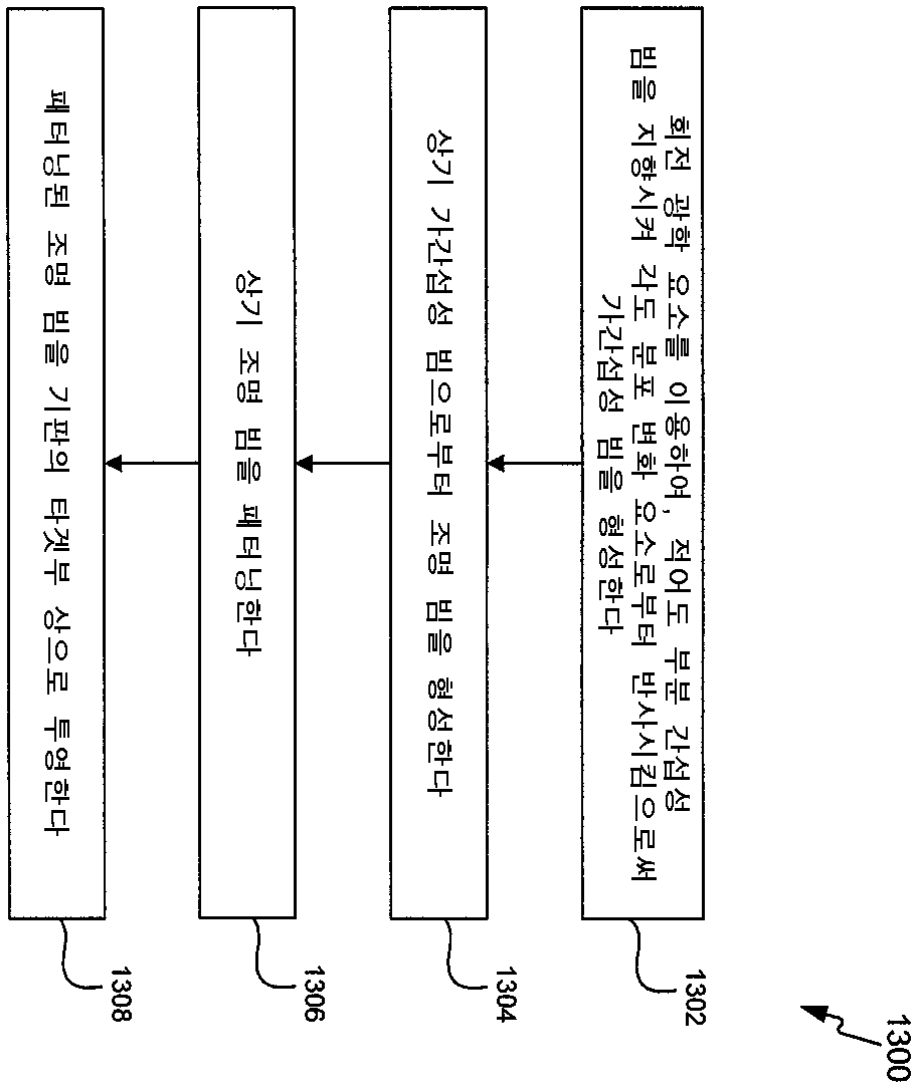 1300
회전 광학 요소를 이용하여, 적어도 부분 간섭성
빔을 지향시켜 각도 분포 변화 요소로부터 반사시킴으로써
가간섭성 빔을 형성한다
1302
상기 가간섭성 빔으로부터 조명 빔을 형성한다
1304
상기 조명 빔을 패터닝한다
1306
패터닝된 조명 빔을 기판의 타겟부 상으로 투영한다
1308